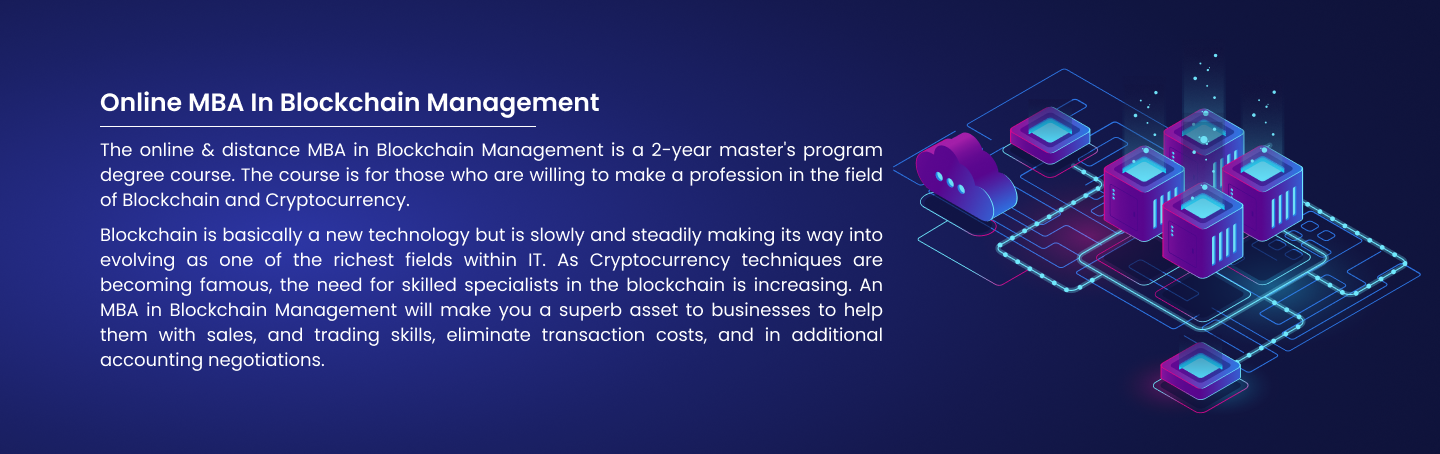 Online MBA In Blockchain Management
The online & distance MBA in Blockchain Management is a 2-year master's program
degree course. The course is for those who are willing to make a profession in the field
of Blockchain and Cryptocurrency.
Blockchain is basically a new technology but is slowly and steadily making its way into
evolving as one of the richest fields within IT. As Cryptocurrency techniques are
becoming famous, the need for skilled specialists in the blockchain is increasing. An
MBA in Blockchain Management will make you a superb asset to businesses to help
them with sales, and trading skills, eliminate transaction costs, and in additional
accounting negotiations.